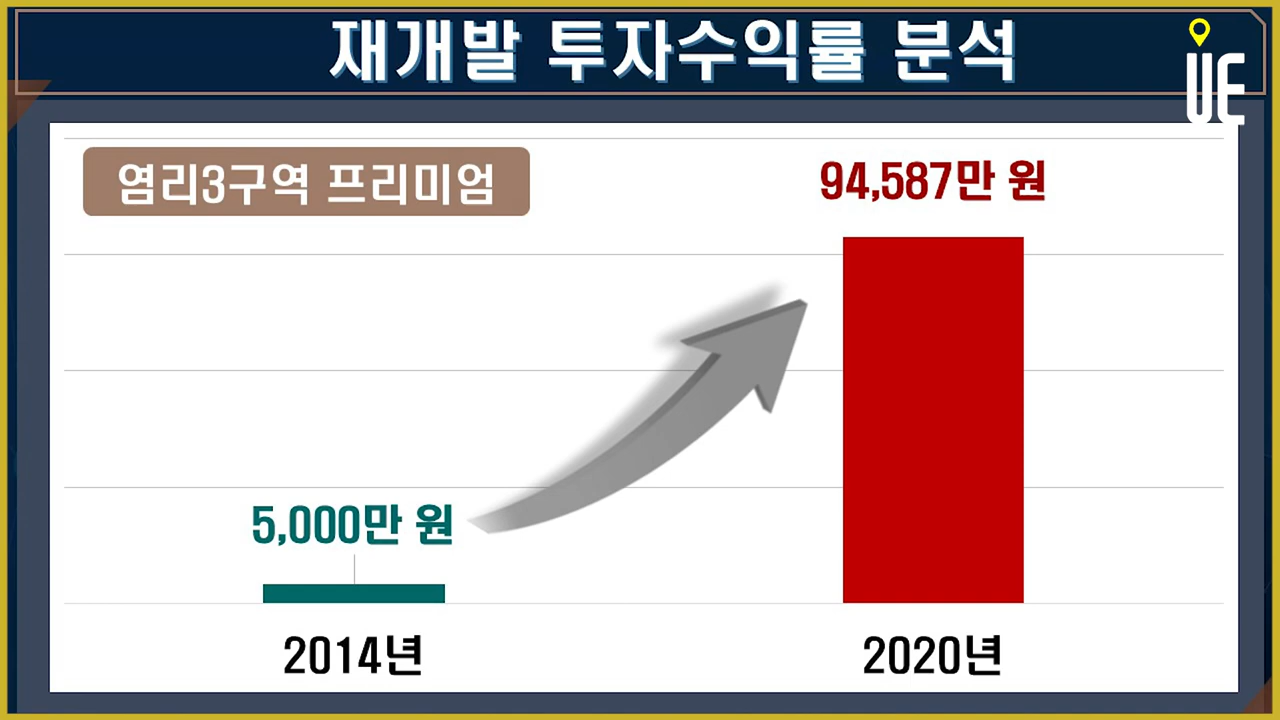 재개발 투자수익률 분석
UE
염리3구역 프리미엄
94,587만 원
5,000만 원
2014년
2020년